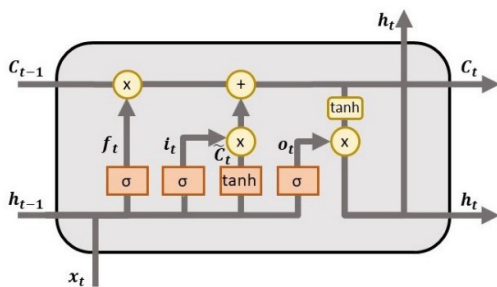 h_t
C_{t-1}
x
+
C_t
tanh
f_t
i_t
x
C̃_t
o_t
x
σ
σ
tanh
σ
h_{t-1}
h_t
x_t